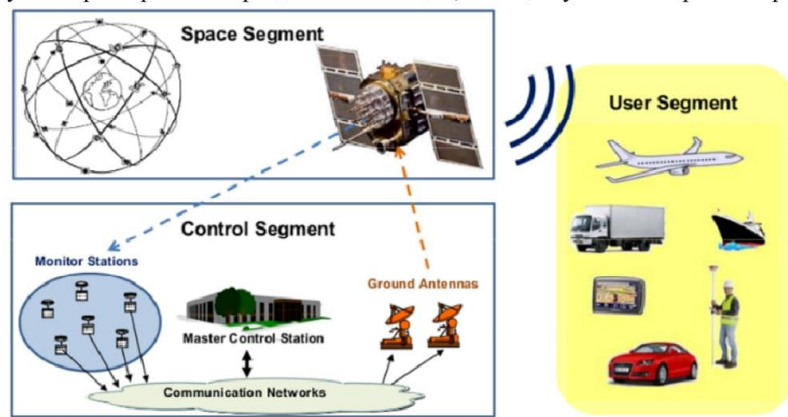 Space Segment
User Segment
Control Segment
Monitor Stations
Ground Antennas
Master Control Station
Communication Networks